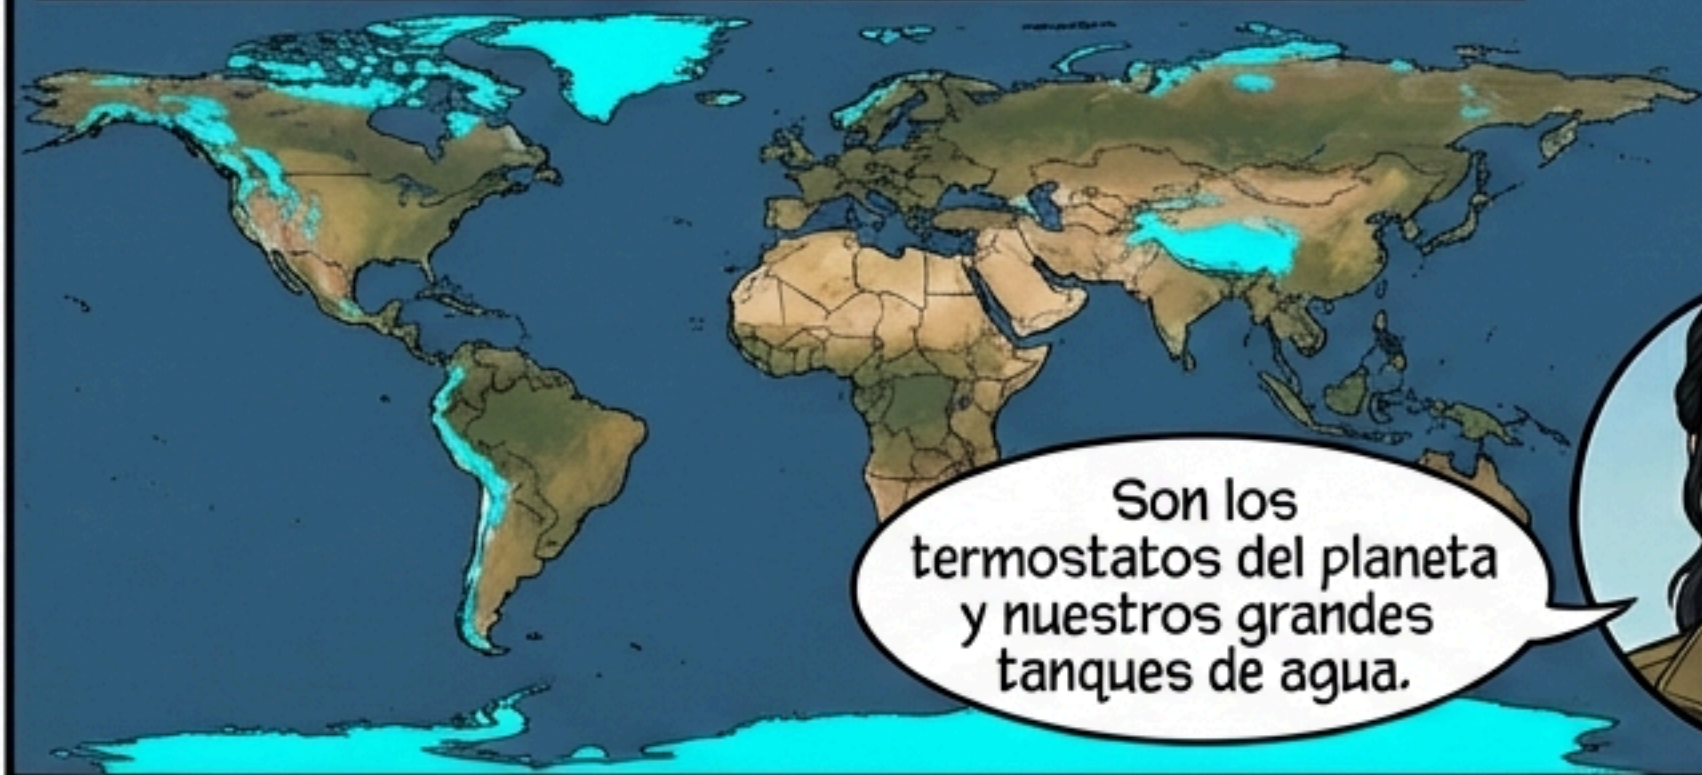 Son los
termostatos del planeta
y nuestros grandes
tanques de agua.